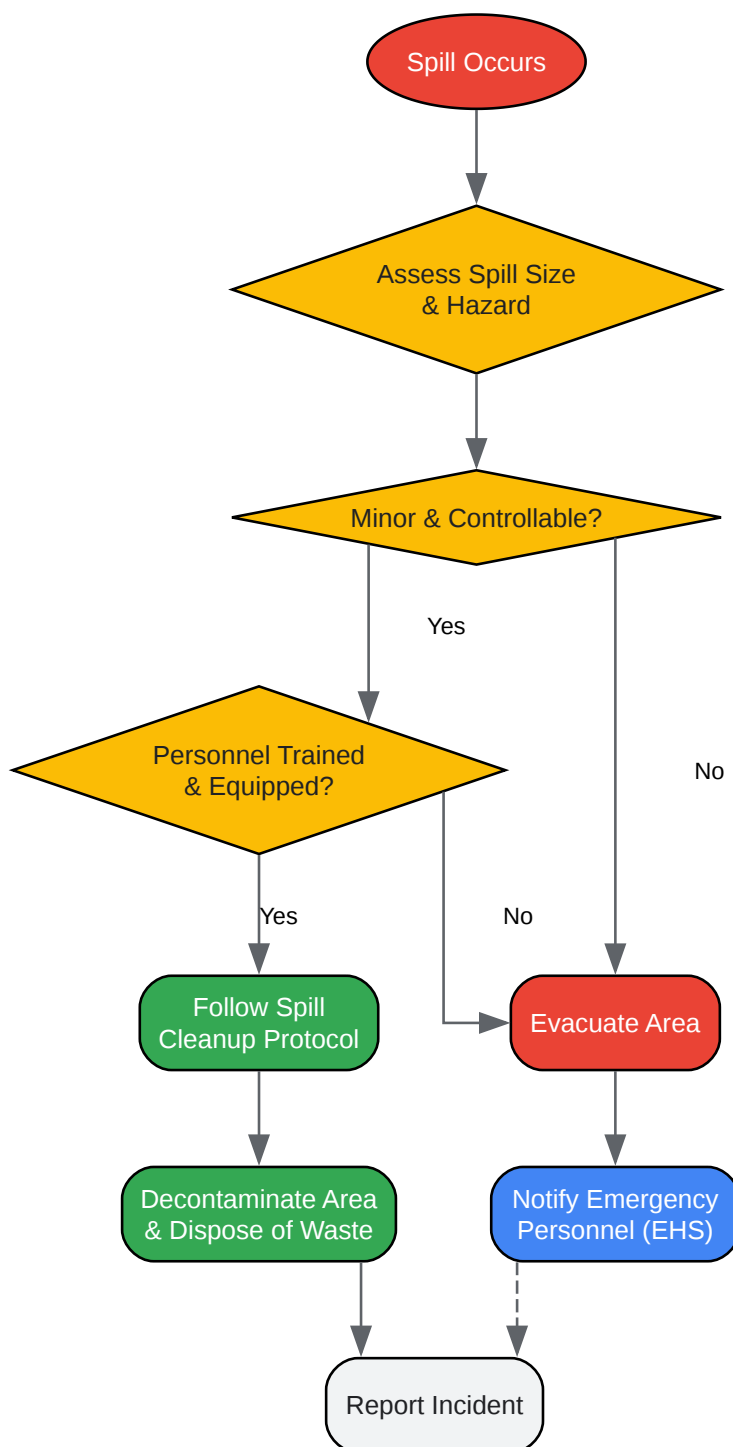 Spill Occurs
Assess Spill Size
& Hazard
Minor & Controllable?
Yes
No
Personnel Trained
& Equipped?
Yes
No
Follow Spill
Cleanup Protocol
Evacuate Area
Decontaminate Area
& Dispose of Waste
Notify Emergency
Personnel (EHS)
Report Incident